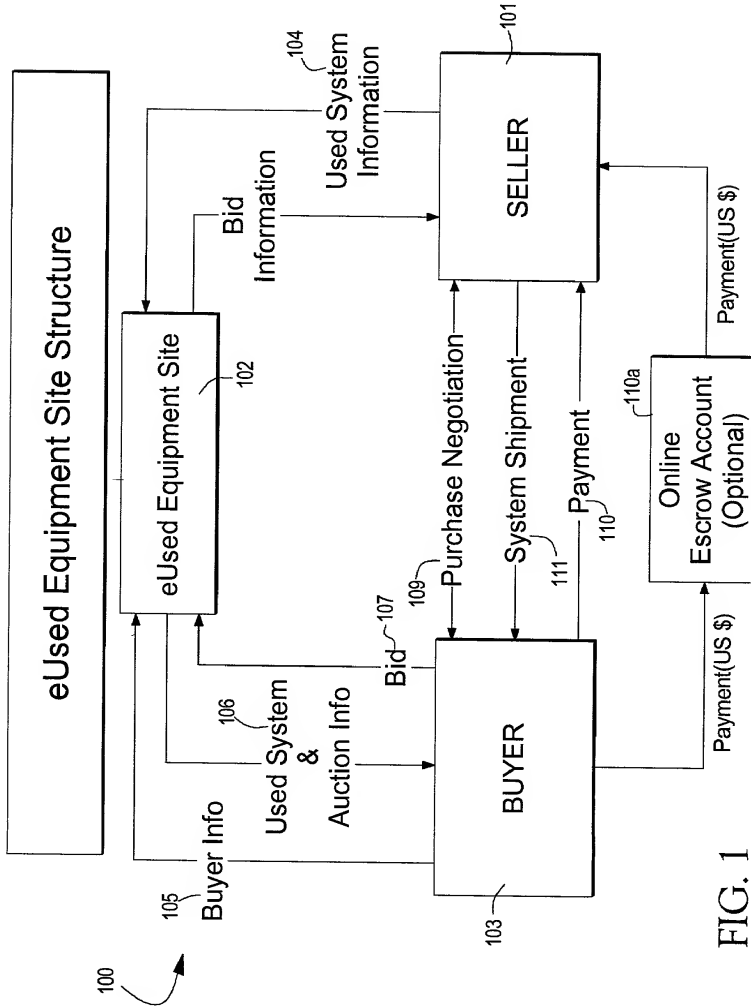 eUsed Equipment Site Structure
100
105
Buyer Info
106
Used System
&
Auction Info
Bid
107
eUsed Equipment Site
102
Bid
Information
104
Used System
Information
BUYER
103
109
Purchase Negotiation
System Shipment
111
Payment
110
SELLER
101
Payment(US $)
110a
Online
Escrow Account
(Optional)
Payment(US $)
FIG. 1